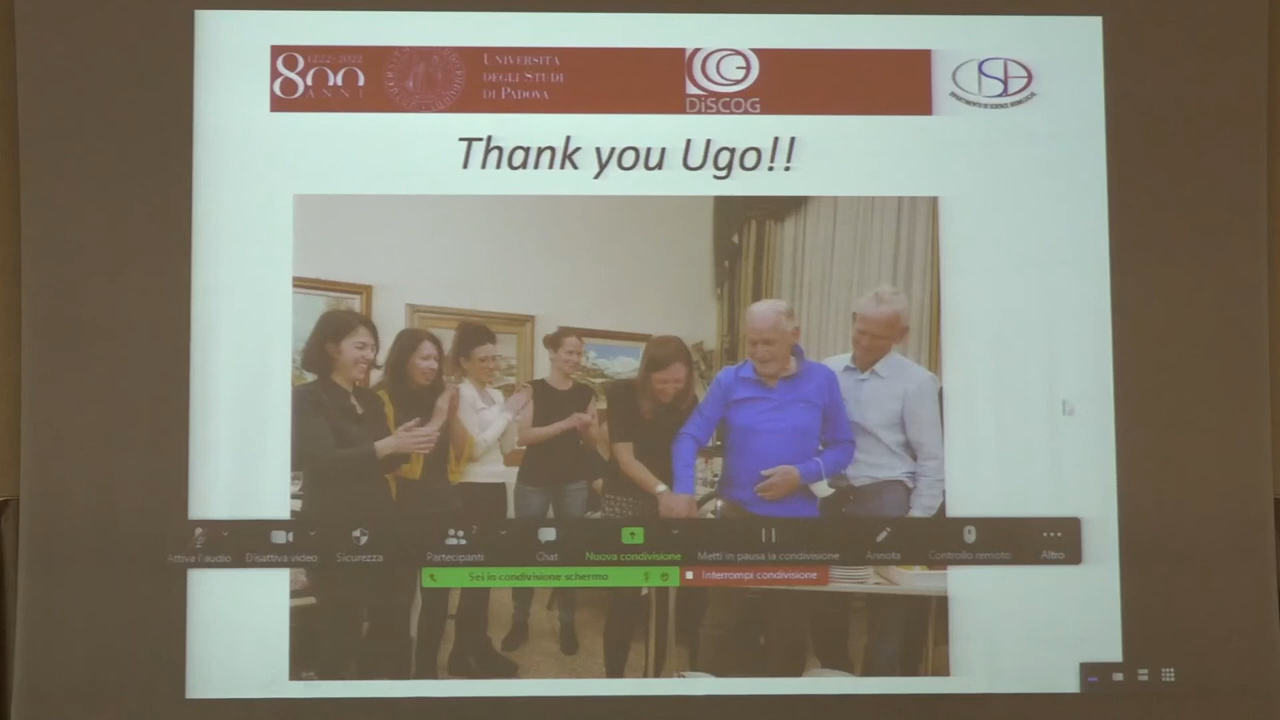 800
1222-2022
ANNI
UNIVERSITÀ
DEGLI STUDI
DI PADOVA
DiSCOG
Thank you Ugo!!
Attiva l'audio
Disattiva video
Sicurezza
Partecipanti
2
Chat
Nuova condivisione
Metti in pausa la condivisione
Annota
Controllo remoto
Altro
Sei in condivisione schermo
Interrompi condivisione